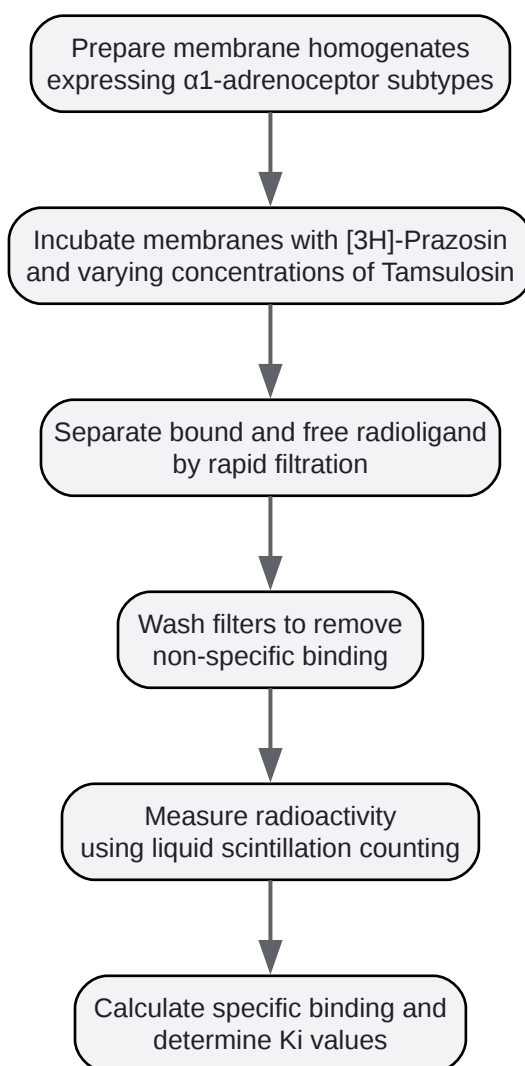 Prepare membrane homogenates
expressing α1-adrenoceptor subtypes
Incubate membranes with [3H]-Prazosin
and varying concentrations of Tamsulosin
Separate bound and free radioligand
by rapid filtration
Wash filters to remove
non-specific binding
Measure radioactivity
using liquid scintillation counting
Calculate specific binding and
determine Ki values